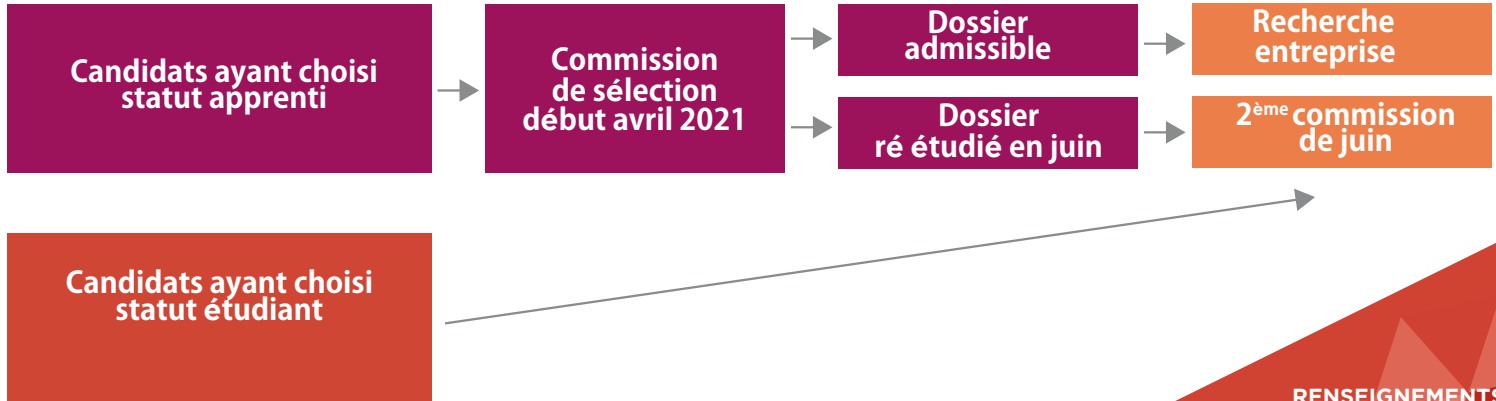 Candidats ayant choisi
statut apprenti
Commission
de sélection
début avril 2021
Dossier
admissible
Recherche
entreprise
Dossier
ré étudié en juin
2ème commission
de juin
Candidats ayant choisi
statut étudiant
RENSEIGNEMENTS